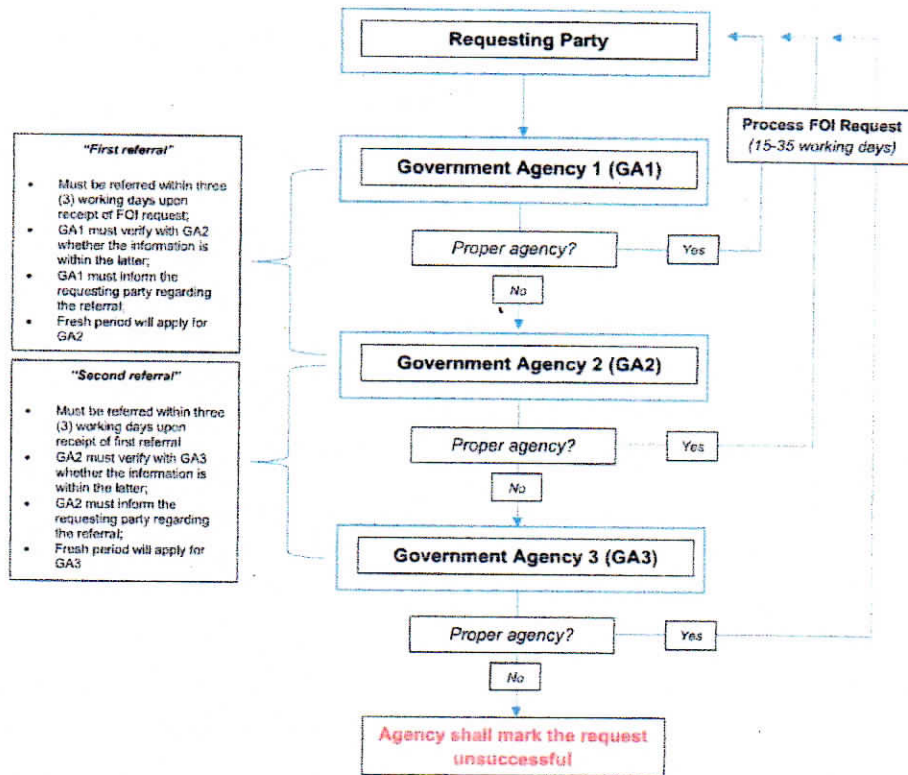 Requesting Party
Process FOI Request
(15-35 working days)
"First referral"
• Must be referred within three
(3) working days upon
receipt of FOI request;
• GA1 must verify with GA2
whether the information is
within the latter;
• GA1 must inform the
requesting party regarding
the referral;
• Fresh period will apply for
GA2
Government Agency 1 (GA1)
Proper agency?
Yes
No
Government Agency 2 (GA2)
"Second referral"
• Must be referred within three
(3) working days upon
receipt of first referral
• GA2 must verify with GA3
whether the information is
within the latter;
• GA2 must inform the
requesting party regarding
the referral;
• Fresh period will apply for
GA3
Proper agency?
Yes
No
Government Agency 3 (GA3)
Proper agency?
Yes
No
Agency shall mark the request
unsuccessful